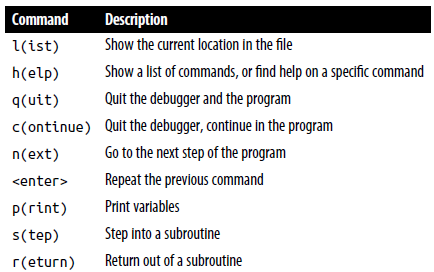 Command Description
l(ist) Show the current location in the file
h(elp) Show a list of commands, or find help on a specific command
q(uit) Quit the debugger and the program
c(ontinue) Quit the debugger, continue in the program
n(ext) Go to the next step of the program
<enter> Repeat the previous command
p(rint) Print variables
s(tep) Step into a subroutine
r(eturn) Return out of a subroutine